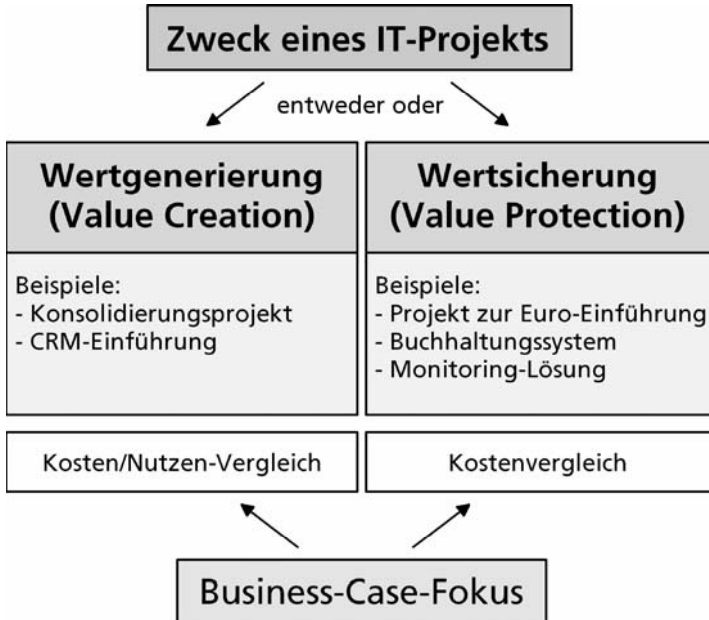 Zweck eines IT-Projekts
entweder oder
Wertgenerierung
(Value Creation)
Beispiele:
- Konsolidierungsprojekt
- CRM-Einführung
Kosten/Nutzen-Vergleich
Wertsicherung
(Value Protection)
Beispiele:
- Projekt zur Euro-Einführung
- Buchhaltungssystem
- Monitoring-Lösung
Kostenvergleich
Business-Case-Fokus